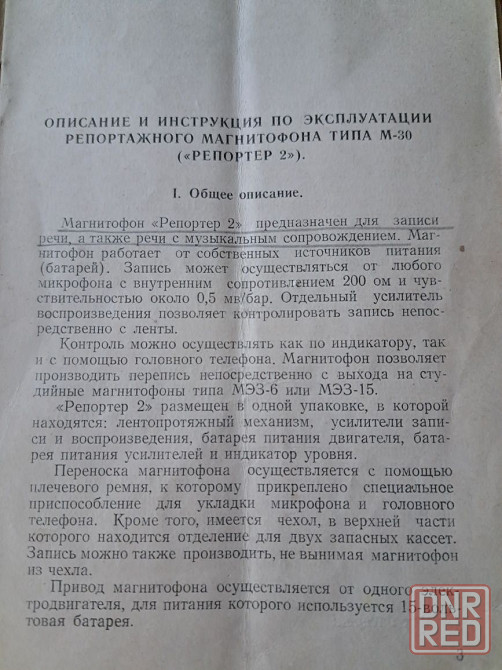 ОПИСАНИЕ И ИНСТРУКЦИЯ ПО ЭКСПЛУАТАЦИИ
РЕПОРТАЖНОГО МАГНИТОФОНА ТИПА М-30
(«РЕПОРТЕР 2»).
I. Общее описание.
Магнитофон «Репортер 2» предназначен для записи
речи, а также речи с музыкальным сопровождением. Маг-
нитофон работает от собственных источников питания
(батарей). Запись может осуществляться от любого
микрофона с внутренним сопротивлением 200 ом и чув-
ствительностью около 0,5 мв/бар. Отдельный усилитель
воспроизведения позволяет контролировать запись непос-
редственно с ленты.
Контроль можно осуществлять как по индикатору, так
и с помощью головного телефона. Магнитофон позволяет
производить перепись непосредственно с выхода на сту-
дийные магнитофоны типа МЭЗ-6 или МЭЗ-15.
«Репортер 2» размещен в одной упаковке, в которой
находятся: лентопротяжный механизм, усилители запи-
си и воспроизведения, батарея питания двигателя, бата-
рея питания усилителей и индикатор уровня.
Переноска магнитофона осуществляется с помощью
плечевого ремня, к которому прикреплено специальное
приспособление для укладки микрофона и головного
телефона. Кроме того, имеется чехол, в верхней части
которого находится отделение для двух запасных кассет.
Запись можно также производить, не вынимая магнитофон
из чехла.
Привод магнитофона осуществляется от одного элек-
тродвигателя, для питания которого используется 15-воль-
товая батарея.
3
DNR
RED